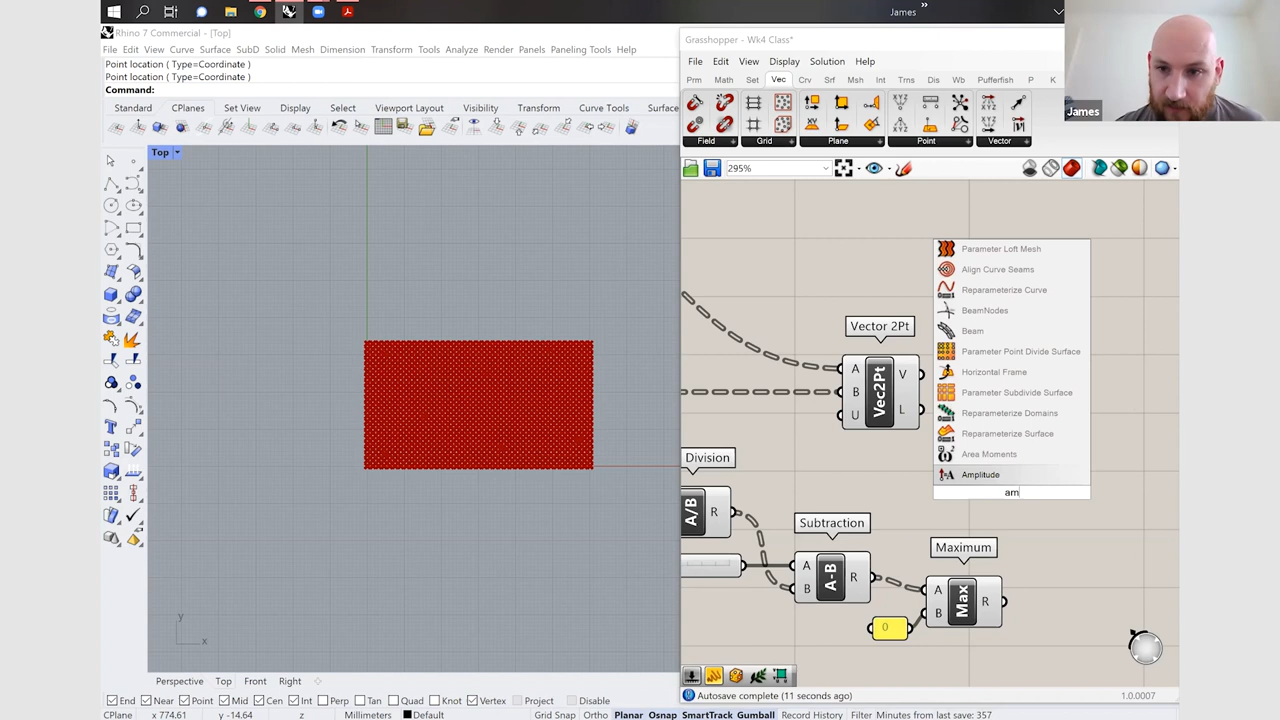 James
Rhino 7 Commercial - [Top]
File Edit View Curve Surface SubD Solid Mesh Dimension Transform Tools Analyze Render Panels Paneling Tools Help
Point location ( Type=Coordinate )
Point location ( Type=Coordinate )
Command:
Standard CPlanes Set View Display Select Viewport Layout Visibility Transform Curve Tools Surface
Top
Grasshopper - Wk4 Class*
File Edit View Display Solution Help
Prm Math Set Vec Crv Srf Msh Int Trns Dis Wb Pufferfish P K
Field Grid Plane Point Vector
295%
James
Parameter Loft Mesh
Align Curve Seams
Reparameterize Curve
BeamNodes
Beam
Parameter Point Divide Surface
Horizontal Frame
Parameter Subdivide Surface
Reparameterize Domains
Reparameterize Surface
Area Moments
Amplitude
am
Vector 2Pt
A
B
U
Vec2Pt
V
L
Division
A/B
R
Subtraction
A
B
A-B
R
Maximum
A
B
Max
R
0
y
x
Perspective Top Front Right
Autosave complete (11 seconds ago)
1.0.0007
End Near Point Mid Cen Int Perp Tan Quad Knot Vertex Project Disable
CPlane x 774.61 y -14.64 z Millimeters Default Grid Snap Ortho Planar Osnap SmartTrack Gumball Record History Filter Minutes from last save: 357